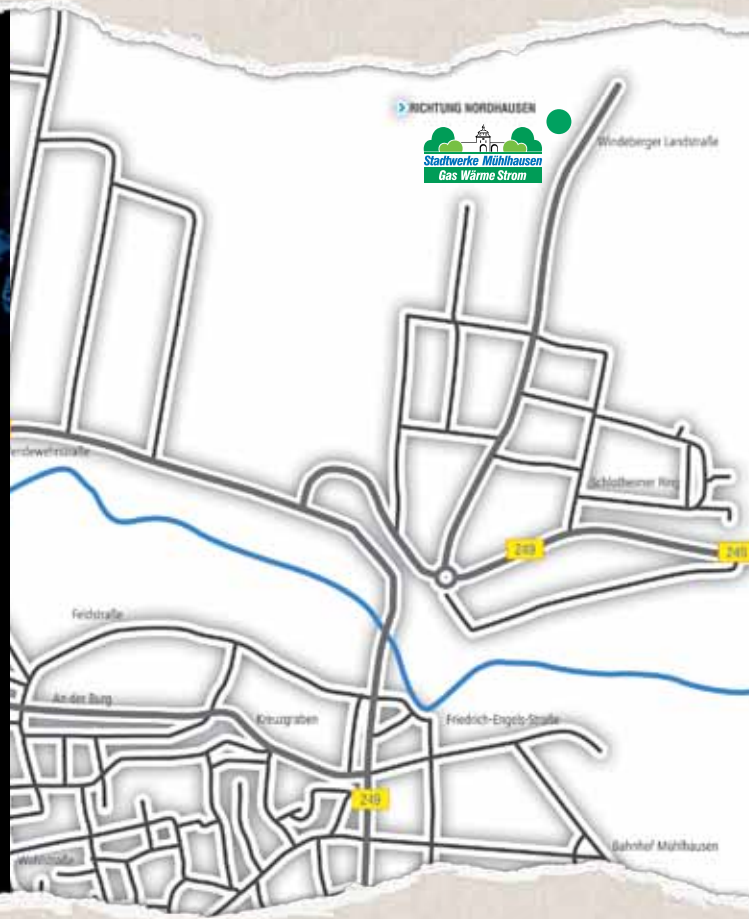 RICHTUNG NORDHAUSEN
Windeberger Landstraße
Stadtwerke Mühlhausen
Gas Wärme Strom
Schlotheimer Ring
249
249
Feldstraße
An der Burg
Kreuzgraben
Friedrich-Engels-Straße
249
Bahnhof Mühlhausen